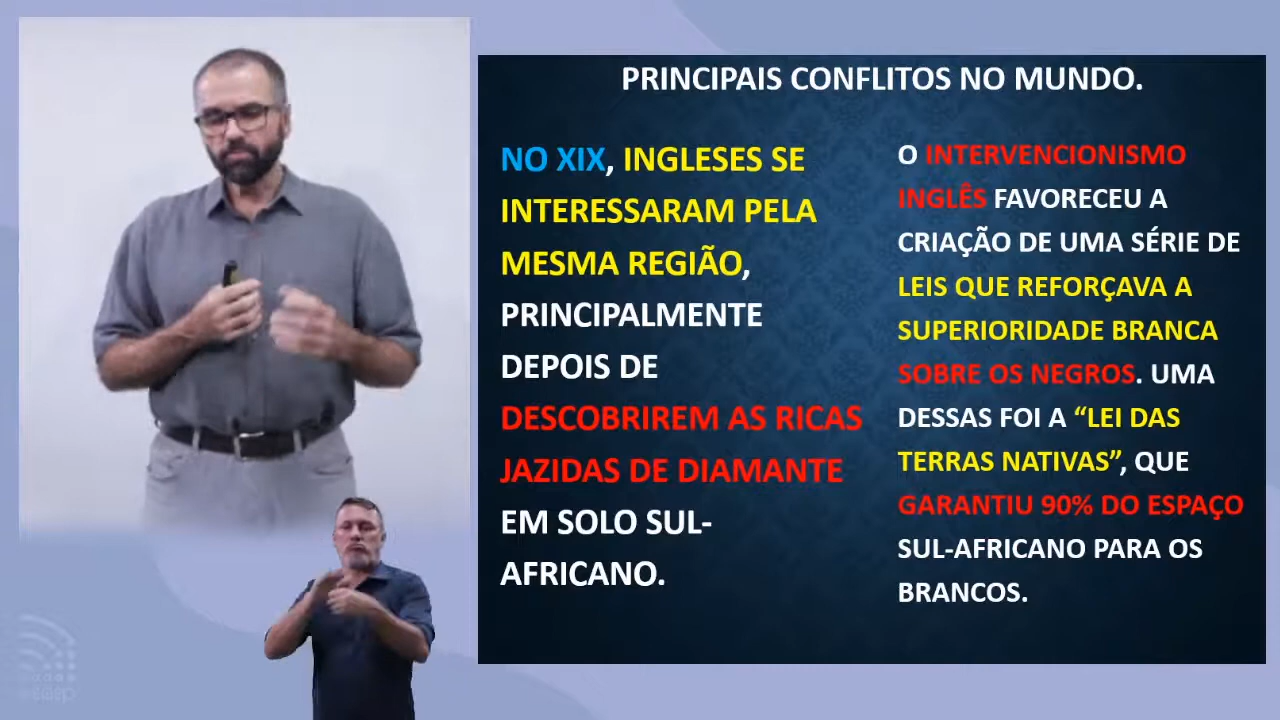 PRINCIPAIS CONFLITOS NO MUNDO.
NO XIX, INGLESES SE
INTERESSARAM PELA
MESMA REGIÃO,
PRINCIPALMENTE
DEPOIS DE
DESCOBRIREM AS RICAS
JAZIDAS DE DIAMANTE
EM SOLO SUL-
AFRICANO.
O INTERVENCIONISMO
INGLÊS FAVORECEU A
CRIAÇÃO DE UMA SÉRIE DE
LEIS QUE REFORÇAVA A
SUPERIORIDADE BRANCA
SOBRE OS NEGROS. UMA
DESSAS FOI A “LEI DAS
TERRAS NATIVAS”, QUE
GARANTIU 90% DO ESPAÇO
SUL-AFRICANO PARA OS
BRANCOS.